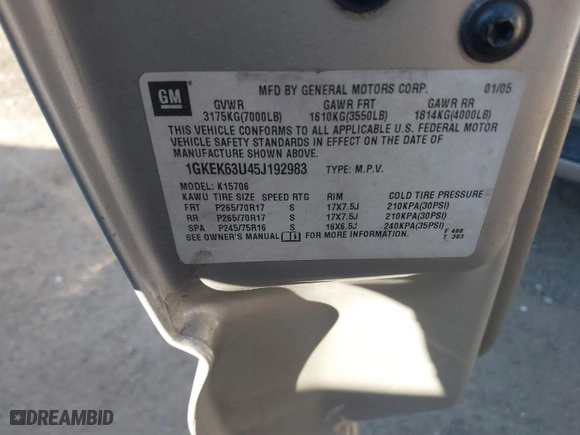 GM
MFD BY GENERAL MOTORS CORP. 01/05
GVWR GAWR FRT GAWR RR
3175KG(7000LB) 1610KG(3550LB) 1814KG(4000LB)
THIS VEHICLE CONFORMS TO ALL APPLICABLE U.S. FEDERAL MOTOR
VEHICLE SAFETY STANDARDS IN EFFECT ON THE DATE OF
MANUFACTURE SHOWN ABOVE.
1GKEK63U45J192983 TYPE: M.P.V.
MODEL: K15706
KAWU TIRE SIZE SPEED RTG RIM COLD TIRE PRESSURE
FRT P265/70R17 S 17X7.5J 210KPA(30PSI)
RR P265/70R17 S 17X7.5J 210KPA(30PSI)
SPA P245/75R16 S 16X6.5J 240KPA(35PSI)
SEE OWNER'S MANUAL FOR MORE INFORMATION. F 486
T 383
DREAMBID